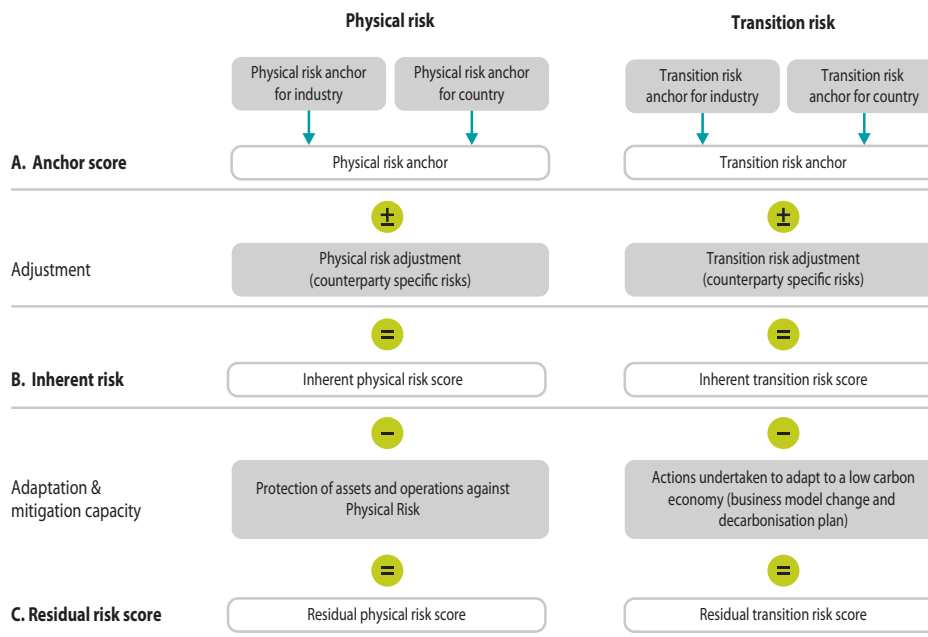 Physical risk
Transition risk
Physical risk anchor
for industry
Physical risk anchor
for country
Transition risk
anchor for industry
Transition risk
anchor for country
A. Anchor score
Physical risk anchor
Transition risk anchor
±
±
Adjustment
Physical risk adjustment
(counterparty specific risks)
Transition risk adjustment
(counterparty specific risks)
=
=
B. Inherent risk
Inherent physical risk score
Inherent transition risk score
−
−
Adaptation &
mitigation capacity
Protection of assets and operations against
Physical Risk
Actions undertaken to adapt to a low carbon
economy (business model change and
decarbonisation plan)
=
=
C. Residual risk score
Residual physical risk score
Residual transition risk score